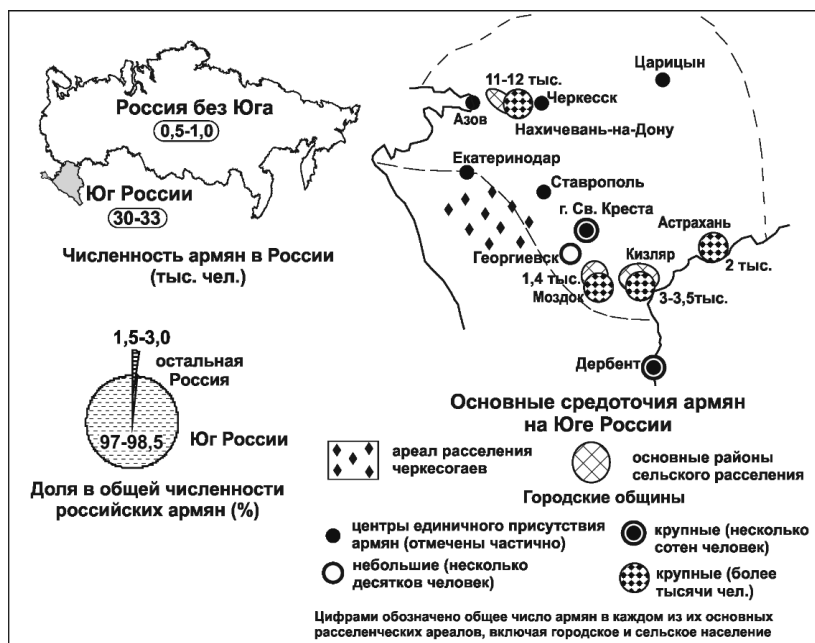 Россия без Юга
0,5-1,0
Юг России
30-33
Численность армян в России
(тыс. чел.)
1,5-3,0
остальная
Россия
97-98,5
Юг России
Доля в общей численности
российских армян (%)
Царицын
11-12 тыс.
Азов
Черкесск
Нахичевань-на-Дону
Екатеринодар
Ставрополь
г. Св. Креста
Астрахань
Георгиевск
Кизляр
2 тыс.
1,4 тыс.
Моздок
3-3,5тыс.
Дербент
Основные средоточия армян
на Юге России
ареал расселения
черкесогаев
основные районы
сельского расселения
Городские общины
центры единичного присутствия
армян (отмечены частично)
крупные (несколько
сотен человек)
небольшие (несколько
десятков человек)
крупные (более
тысячи чел.)
Цифрами обозначено общее число армян в каждом из их основных
расселенческих ареалов, включая городское и сельское население